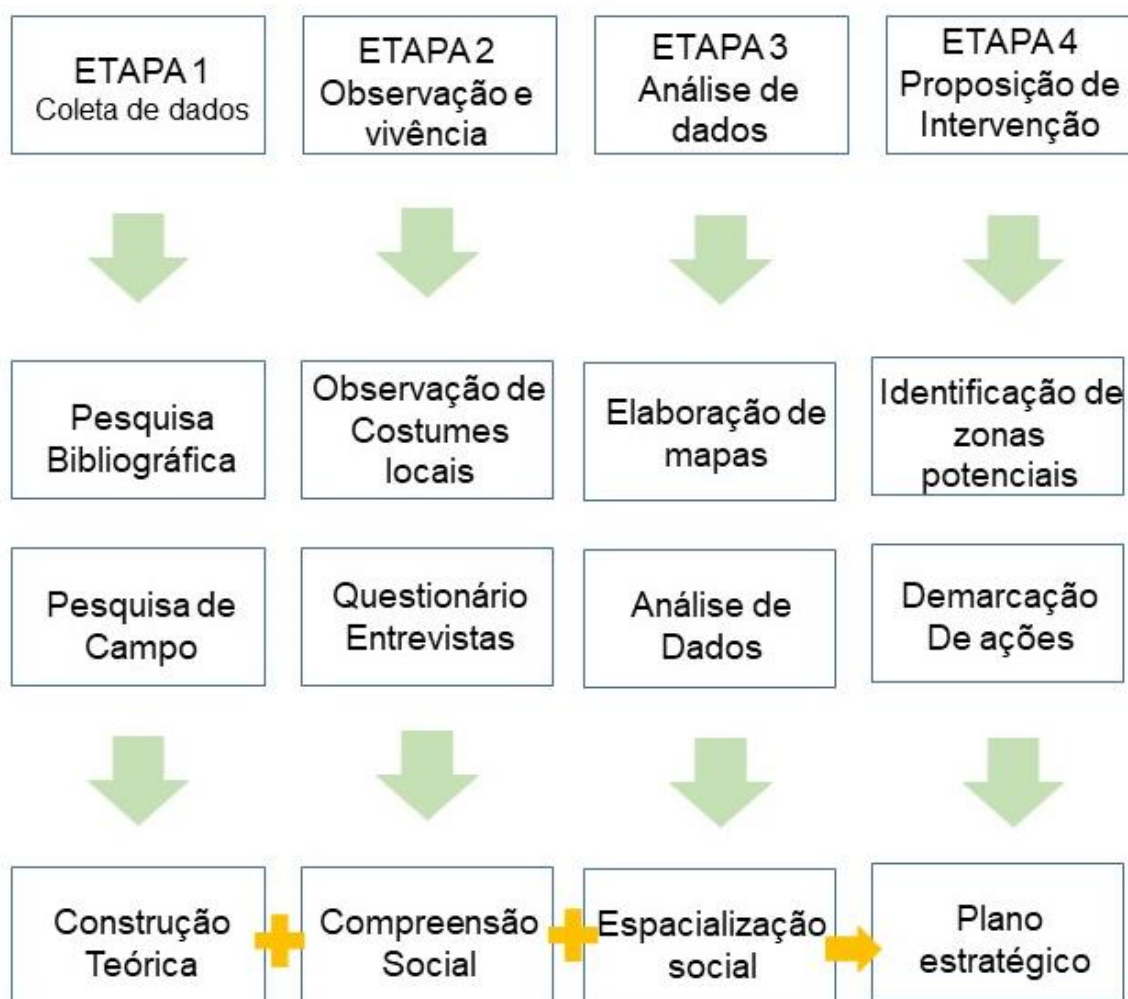 ETAPA 1
Coleta de dados
ETAPA 2
Observação e
vivência
ETAPA 3
Análise de
dados
ETAPA 4
Proposição de
Intervenção
Pesquisa
Bibliográfica
Observação de
Costumes
locais
Elaboração de
mapas
Identificação de
zonas
potenciais
Pesquisa de
Campo
Questionário
Entrevistas
Análise de
Dados
Demarcação
De ações
Construção
Teórica
Compreensão
Social
Espacialização
social
Plano
estratégico